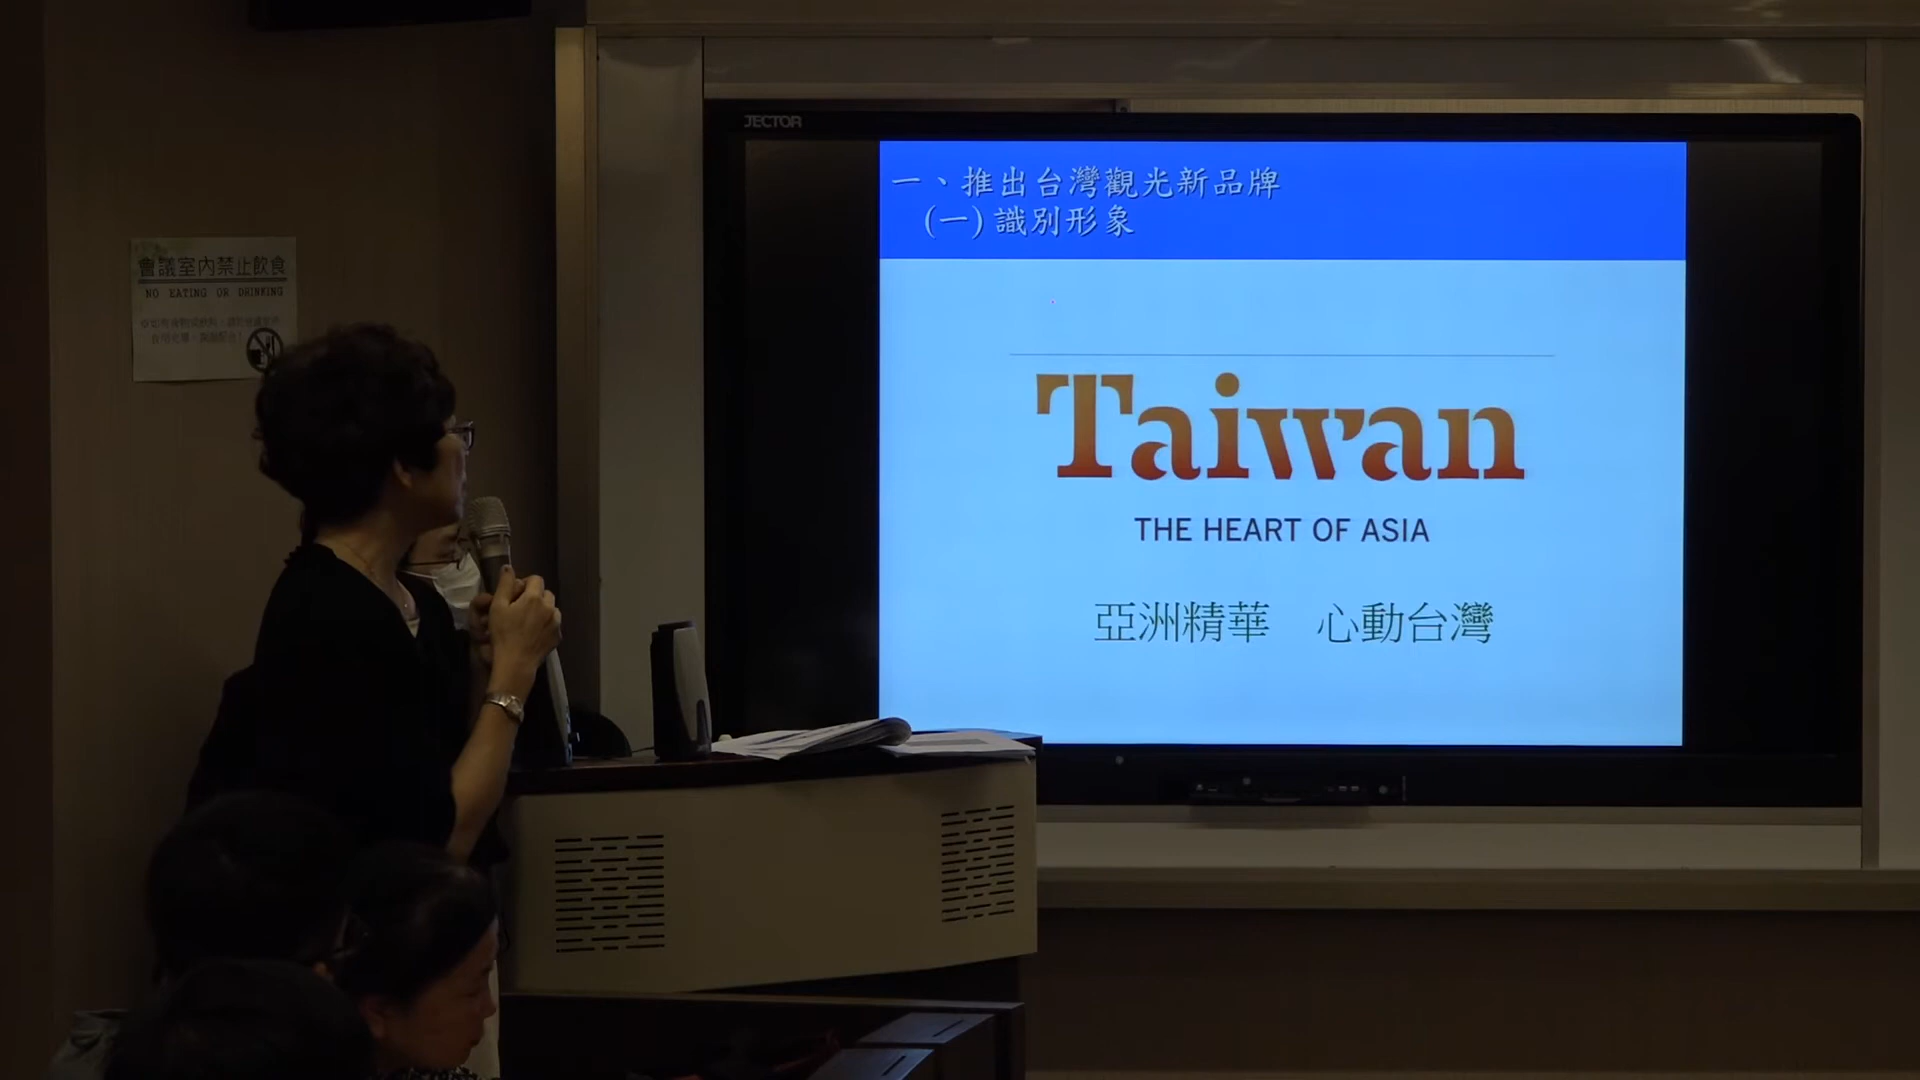 會議室內禁止飲食
NO EATING OR DRINKING
JECTOR
一、推出台灣觀光新品牌
(一) 識別形象
Taiwan
THE HEART OF ASIA
亞洲精華 心動台灣